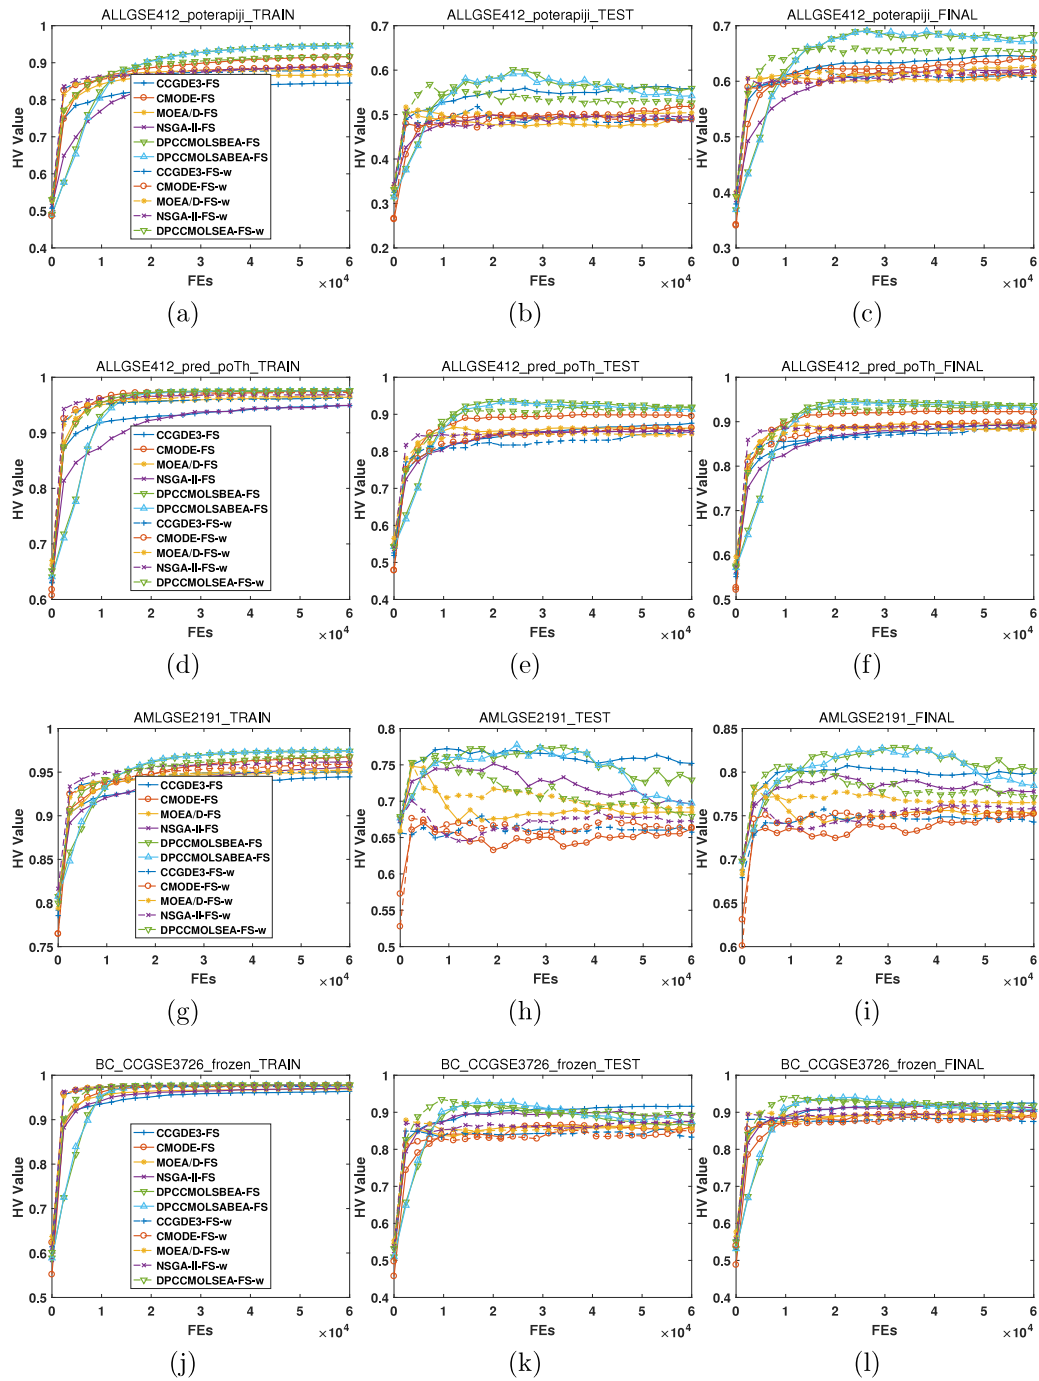 ALLGSE412_poterapiji_TRAIN
HV Value
1
0.9
0.8
0.7
0.6
0.5
0.4
CCGDE3-FS
CMODE-FS
MOEA/D-FS
NSGA-II-FS
DPCCMOLSBEA-FS
DPCCMOLSABEA-FS
CCGDE3-FS-w
CMODE-FS-w
MOEA/D-FS-w
NSGA-II-FS-w
DPCCMOLSEA-FS-w
0 1 2 3 4 5 6
FEs
×10^4
(a)
ALLGSE412_poterapiji_TEST
HV Value
0.7
0.6
0.5
0.4
0.3
0.2
0 1 2 3 4 5 6
FEs
×10^4
(b)
ALLGSE412_poterapiji_FINAL
HV Value
0.7
0.6
0.5
0.4
0.3
0 1 2 3 4 5 6
FEs
×10^4
(c)
ALLGSE412_pred_poTh_TRAIN
HV Value
1
0.9
0.8
0.7
0.6
CCGDE3-FS
CMODE-FS
MOEA/D-FS
NSGA-II-FS
DPCCMOLSBEA-FS
DPCCMOLSABEA-FS
CCGDE3-FS-w
CMODE-FS-w
MOEA/D-FS-w
NSGA-II-FS-w
DPCCMOLSEA-FS-w
0 1 2 3 4 5 6
FEs
×10^4
(d)
ALLGSE412_pred_poTh_TEST
HV Value
1
0.9
0.8
0.7
0.6
0.5
0.4
0 1 2 3 4 5 6
FEs
×10^4
(e)
ALLGSE412_pred_poTh_FINAL
HV Value
1
0.9
0.8
0.7
0.6
0.5
0 1 2 3 4 5 6
FEs
×10^4
(f)
AMLGSE2191_TRAIN
HV Value
1
0.95
0.9
0.85
0.8
0.75
CCGDE3-FS
CMODE-FS
MOEA/D-FS
NSGA-II-FS
DPCCMOLSBEA-FS
DPCCMOLSABEA-FS
CCGDE3-FS-w
CMODE-FS-w
MOEA/D-FS-w
NSGA-II-FS-w
DPCCMOLSEA-FS-w
0 1 2 3 4 5 6
FEs
×10^4
(g)
AMLGSE2191_TEST
HV Value
0.8
0.75
0.7
0.65
0.6
0.55
0.5
0 1 2 3 4 5 6
FEs
×10^4
(h)
AMLGSE2191_FINAL
HV Value
0.85
0.8
0.75
0.7
0.65
0.6
0 1 2 3 4 5 6
FEs
×10^4
(i)
BC_CCGSE3726_frozen_TRAIN
HV Value
1
0.9
0.8
0.7
0.6
0.5
CCGDE3-FS
CMODE-FS
MOEA/D-FS
NSGA-II-FS
DPCCMOLSBEA-FS
DPCCMOLSABEA-FS
CCGDE3-FS-w
CMODE-FS-w
MOEA/D-FS-w
NSGA-II-FS-w
DPCCMOLSEA-FS-w
0 1 2 3 4 5 6
FEs
×10^4
(j)
BC_CCGSE3726_frozen_TEST
HV Value
1
0.9
0.8
0.7
0.6
0.5
0.4
0 1 2 3 4 5 6
FEs
×10^4
(k)
BC_CCGSE3726_frozen_FINAL
HV Value
1
0.9
0.8
0.7
0.6
0.5
0.4
0 1 2 3 4 5 6
FEs
×10^4
(l)